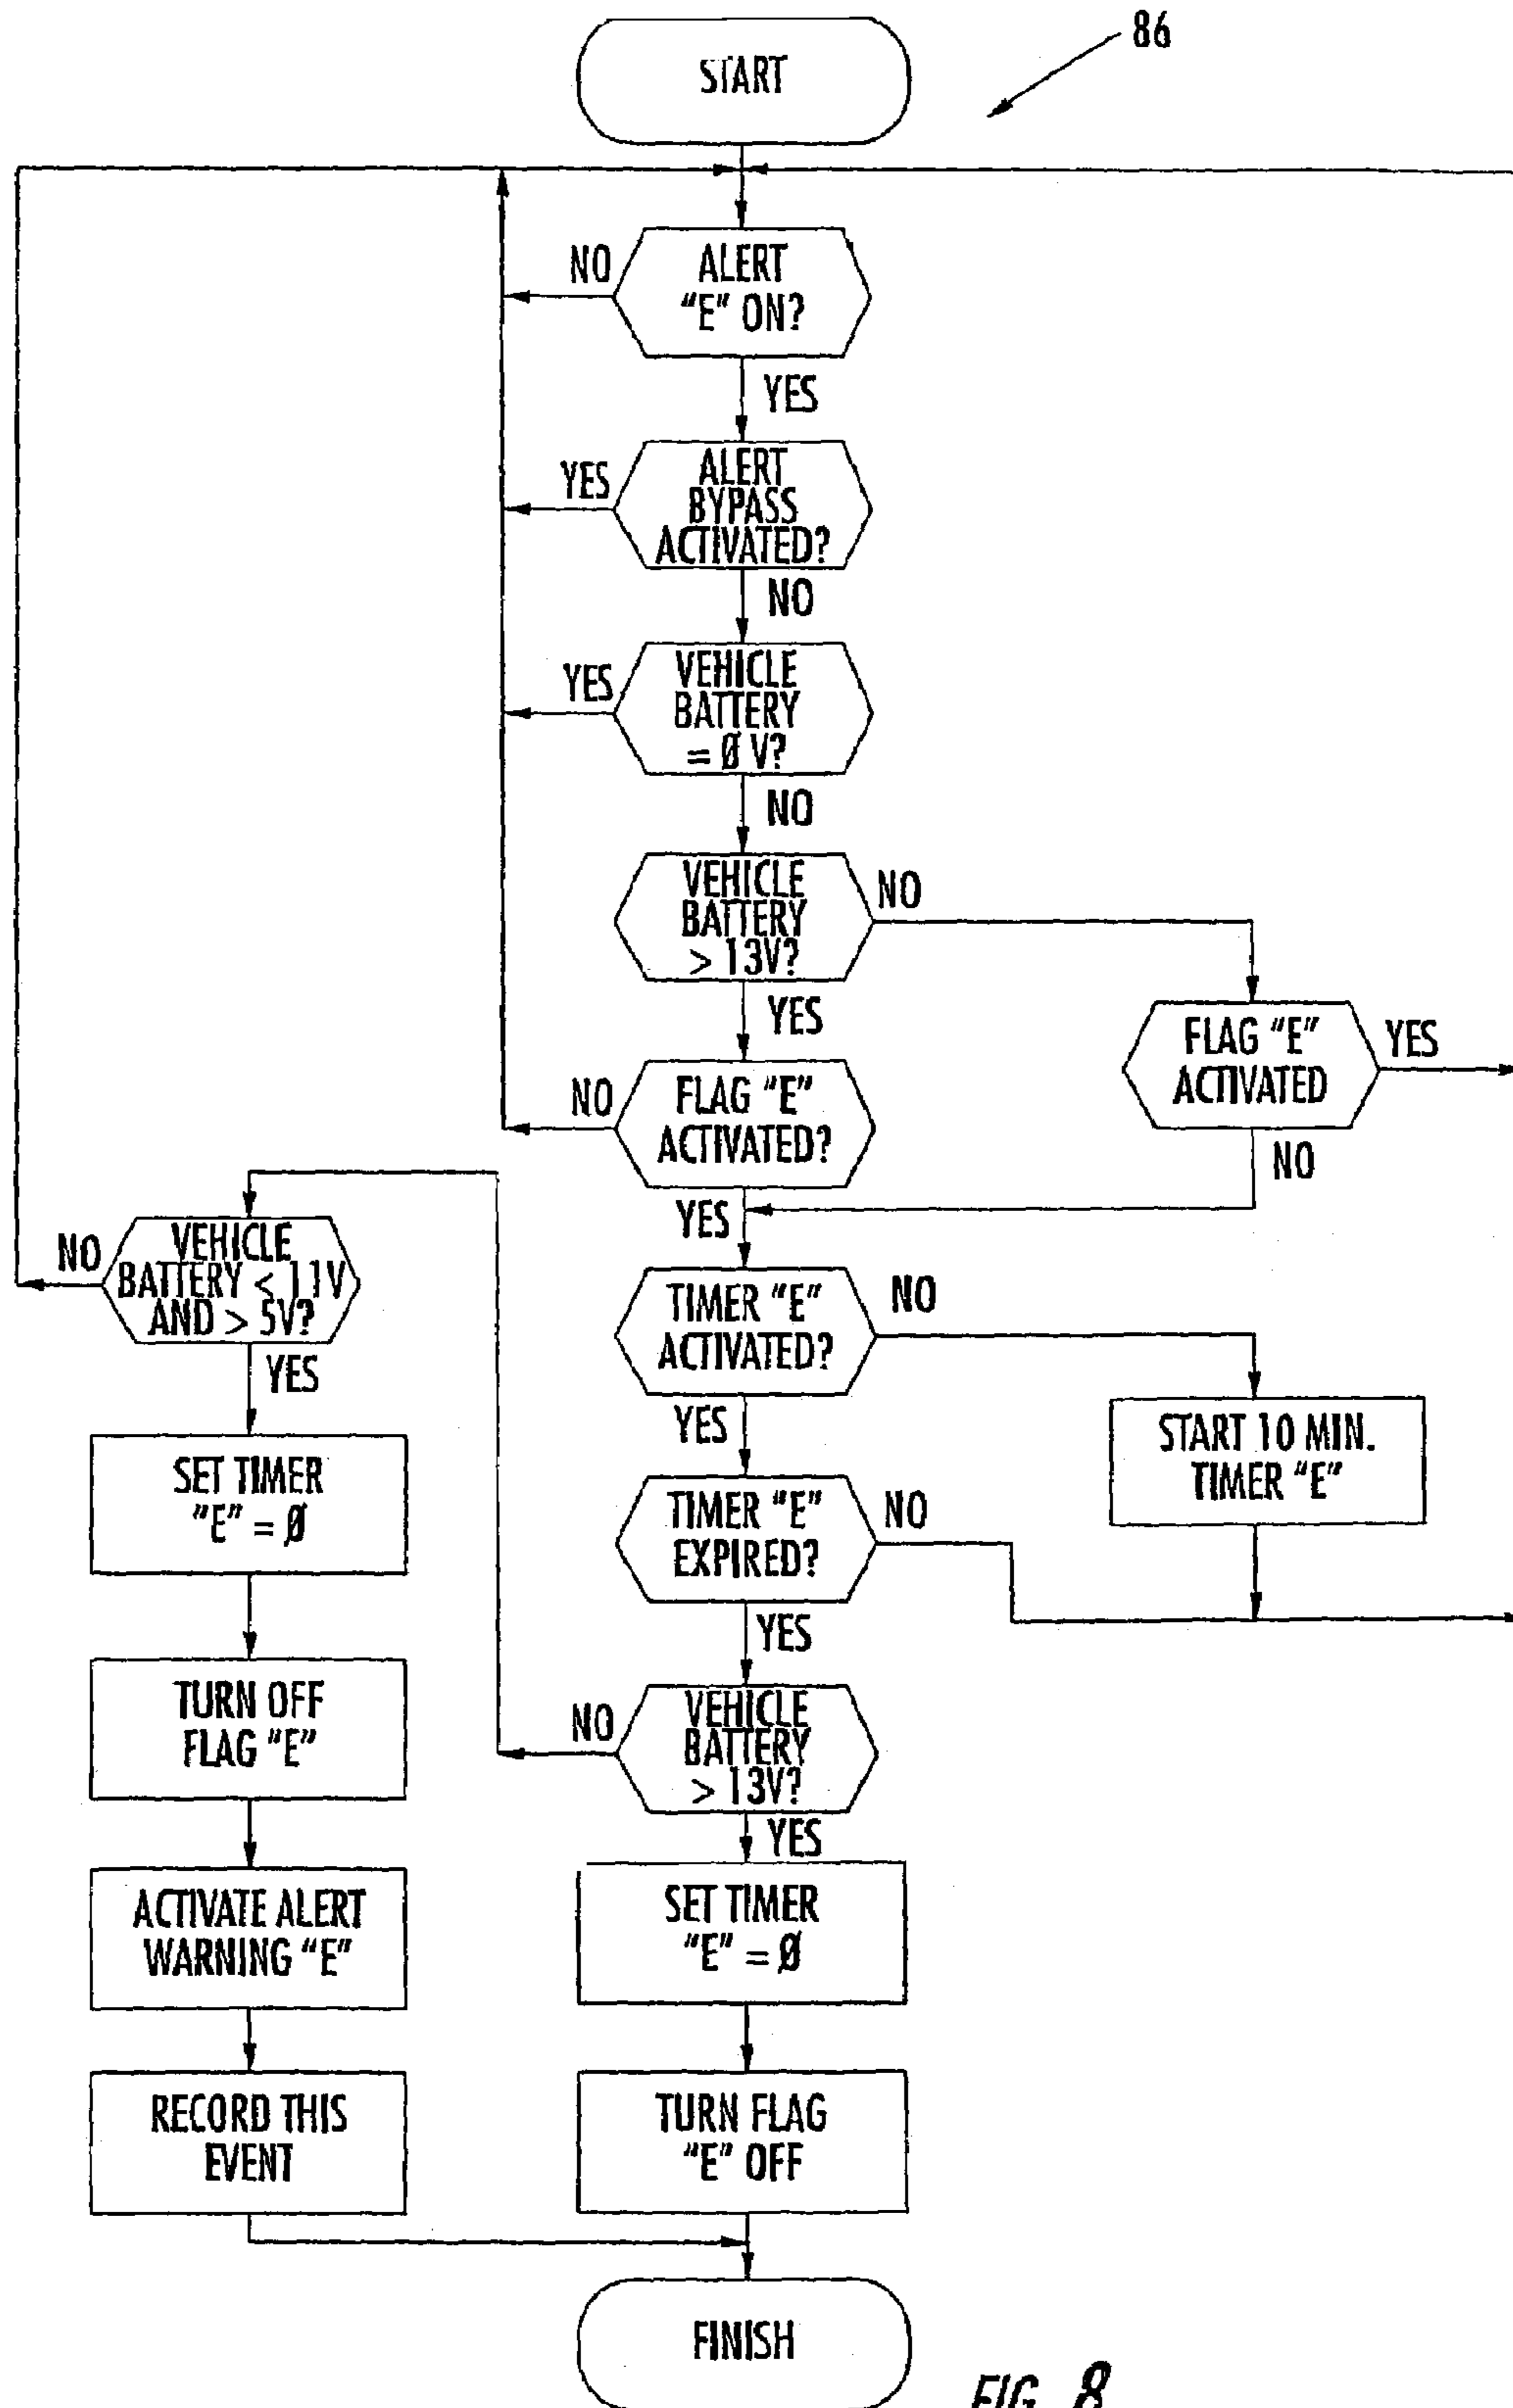 START
86
ALERT
"E" ON?
NO
YES
ALERT
BYPASS
ACTIVATED?
YES
NO
VEHICLE
BATTERY
= Ø V?
YES
NO
VEHICLE
BATTERY
> 13V?
NO
YES
FLAG "E"
ACTIVATED
YES
NO
FLAG "E"
ACTIVATED?
NO
YES
VEHICLE
BATTERY < 11V
AND > 5V?
NO
YES
TIMER "E"
ACTIVATED?
NO
YES
START 10 MIN.
TIMER "E"
SET TIMER
"E" = Ø
TIMER "E"
EXPIRED?
NO
YES
TURN OFF
FLAG "E"
VEHICLE
BATTERY
> 13V?
NO
YES
ACTIVATE ALERT
WARNING "E"
SET TIMER
"E" = Ø
RECORD THIS
EVENT
TURN FLAG
"E" OFF
FINISH
FIG. 8